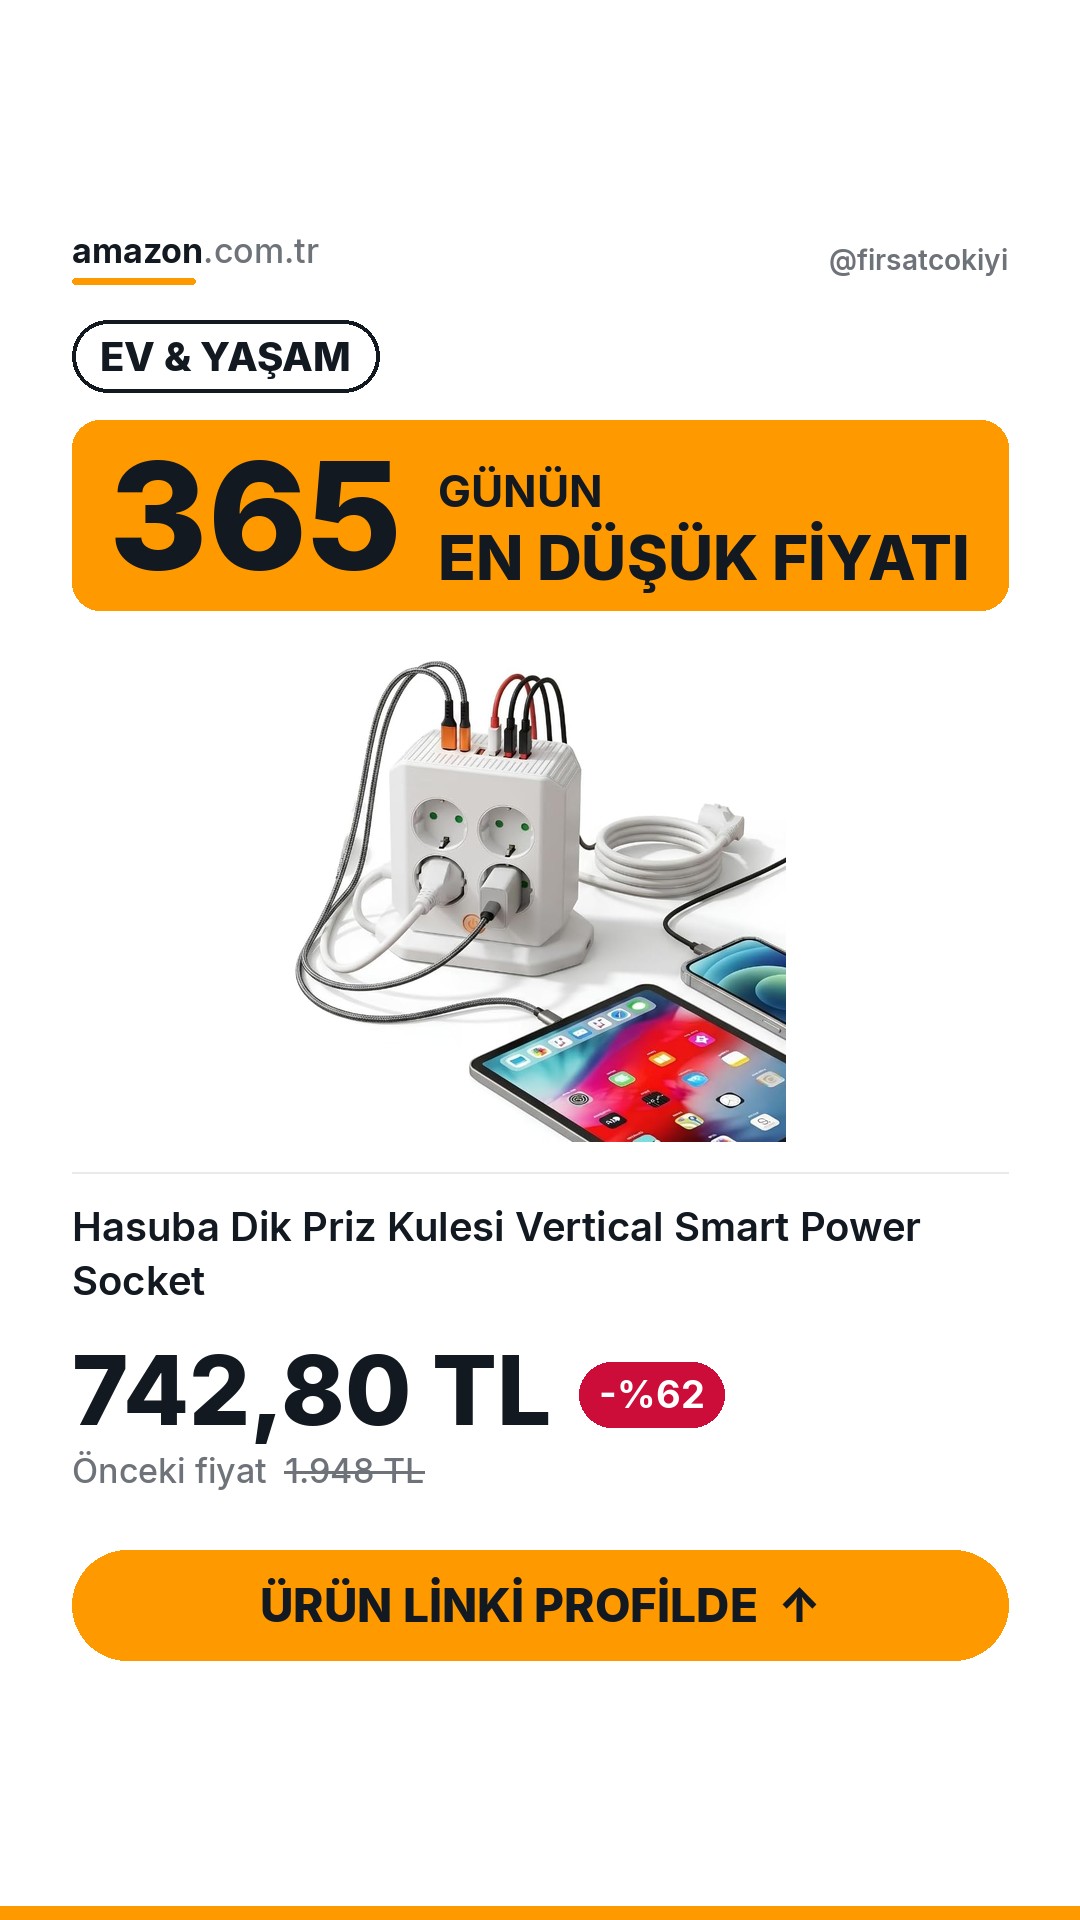 amazon.com.tr
@firsatcokiyi
EV & YAŞAM
365 GÜNÜN
EN DÜŞÜK FİYATI
Hasuba Dik Priz Kulesi Vertical Smart Power
Socket
742,80 TL -%62
Önceki fiyat 1.948 TL
ÜRÜN LİNKİ PROFİLDE ↑